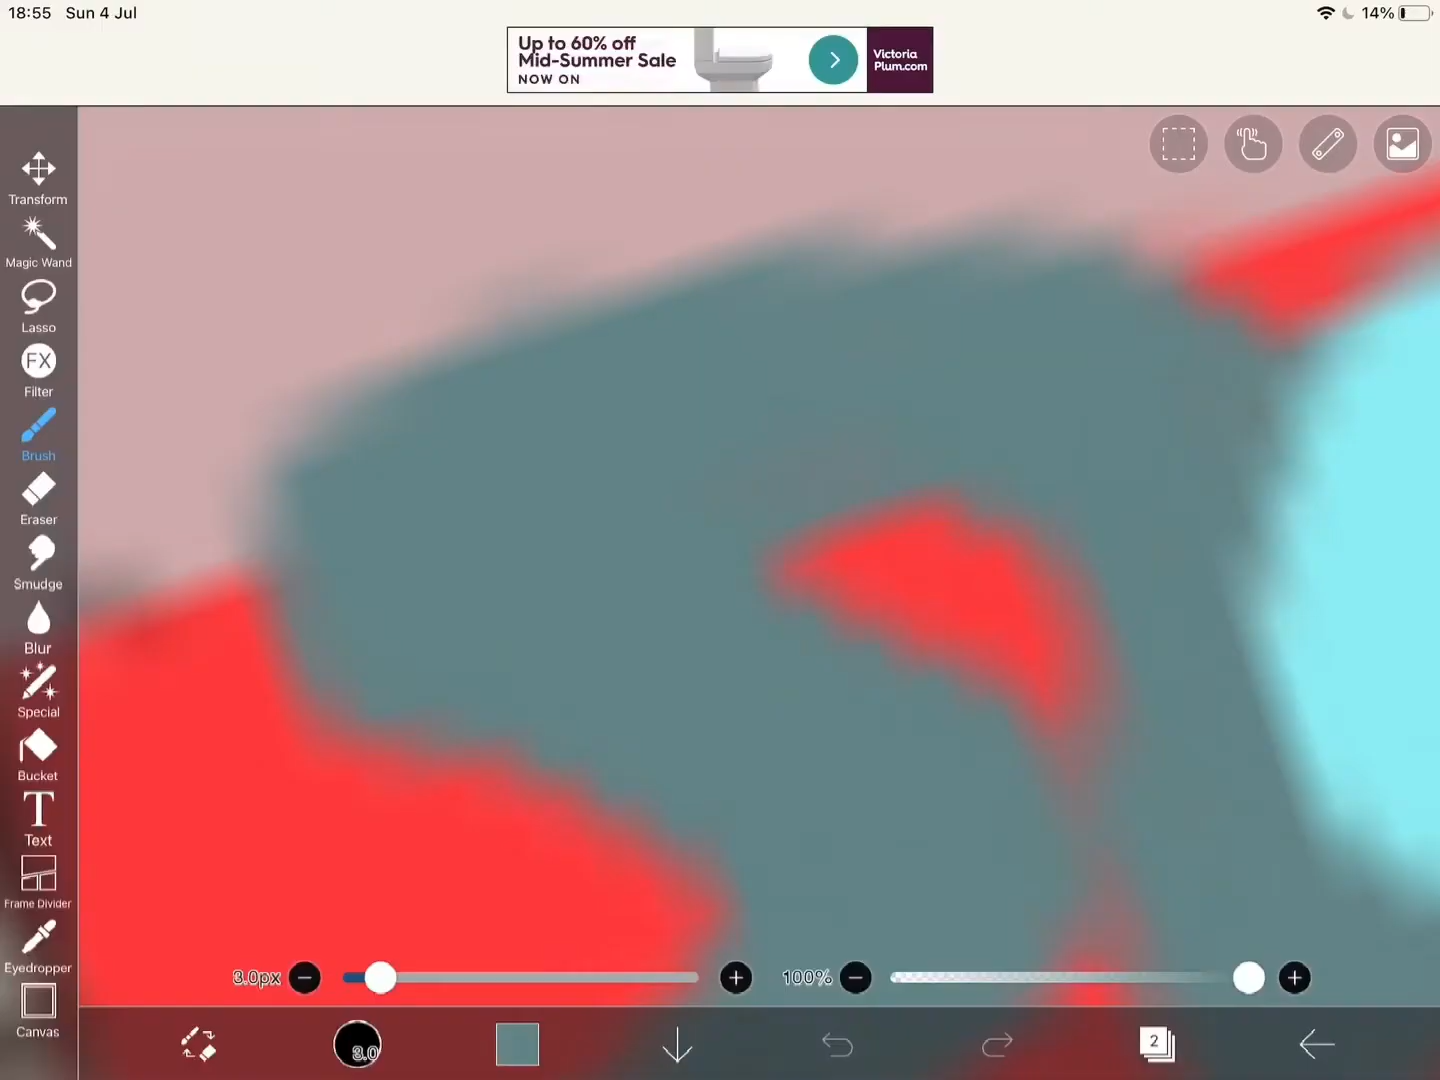 18:55 Sun 4 Jul
14%
Up to 60% off
Mid-Summer Sale
NOW ON
Victoria
Plum.com
Transform
Magic Wand
Lasso
FX
Filter
Brush
Eraser
Smudge
Blur
Special
Bucket
T
Text
Frame Divider
Eyedropper
Canvas
3.0px
100%
3.0
2